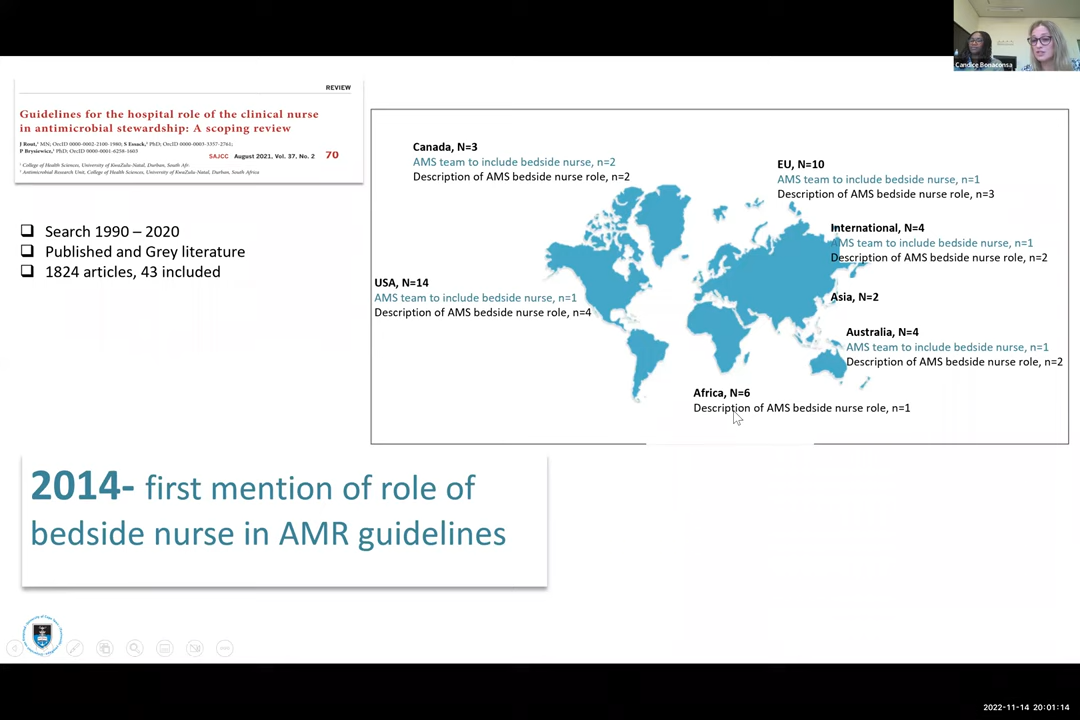 Candice Bonaconsa
REVIEW
Guidelines for the hospital role of the clinical nurse
in antimicrobial stewardship: A scoping review
J Rout,¹ MN; OrcID 0000-0002-2100-1980; S Essack,² PhD; OrcID 0000-0003-3357-2761;
P Brysiewicz,¹ PhD; OrcID 0000-0001-6258-1603
SAJCC August 2021, Vol. 37, No. 2 70
¹ College of Health Sciences, University of KwaZulu-Natal, Durban, South Afr
² Antimicrobial Research Unit, College of Health Sciences, University of KwaZulu-Natal, Durban, South Africa
Search 1990 – 2020
Published and Grey literature
1824 articles, 43 included
Canada, N=3
AMS team to include bedside nurse, n=2
Description of AMS bedside nurse role, n=2
EU, N=10
AMS team to include bedside nurse, n=1
Description of AMS bedside nurse role, n=3
International, N=4
AMS team to include bedside nurse, n=1
Description of AMS bedside nurse role, n=2
USA, N=14
AMS team to include bedside nurse, n=1
Description of AMS bedside nurse role, n=4
Asia, N=2
Australia, N=4
AMS team to include bedside nurse, n=1
Description of AMS bedside nurse role, n=2
Africa, N=6
Description of AMS bedside nurse role, n=1
2014- first mention of role of
bedside nurse in AMR guidelines
2022-11-14 20:01:14